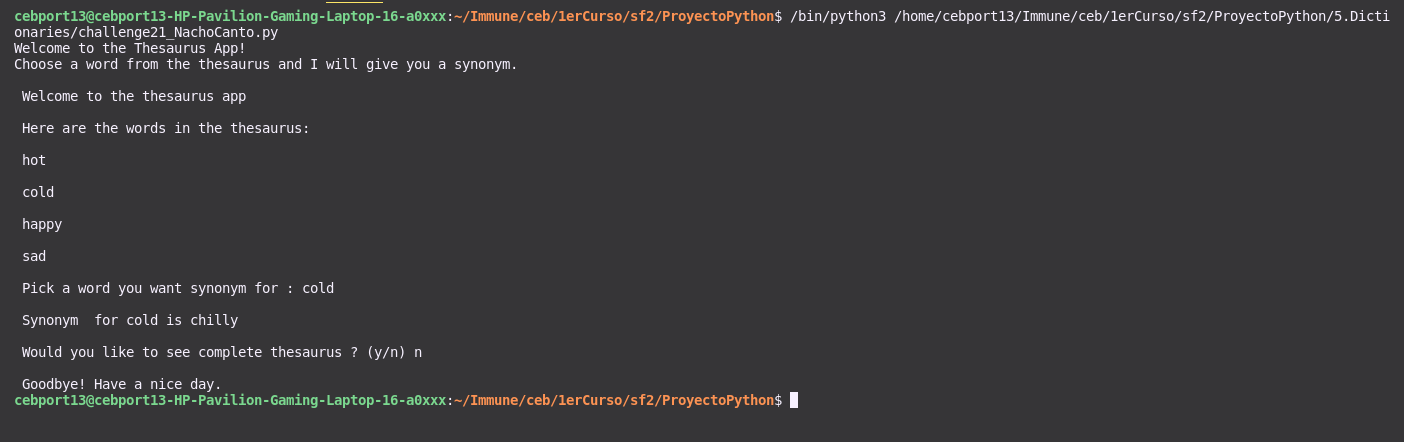 cebport13@cebport13-HP-Pavilion-Gaming-Laptop-16-a0xxx:~/Immune/ceb/1erCurso/sf2/ProyectoPython$ /bin/python3 /home/cebport13/Immune/ceb/1erCurso/sf2/ProyectoPython/5.Dicti
onaries/challenge21_NachoCanto.py
Welcome to the Thesaurus App!
Choose a word from the thesaurus and I will give you a synonym.
Welcome to the thesaurus app
Here are the words in the thesaurus:
hot
cold
happy
sad
Pick a word you want synonym for : cold
Synonym  for cold is chilly
Would you like to see complete thesaurus ? (y/n) n
Goodbye! Have a nice day.
cebport13@cebport13-HP-Pavilion-Gaming-Laptop-16-a0xxx:~/Immune/ceb/1erCurso/sf2/ProyectoPython$